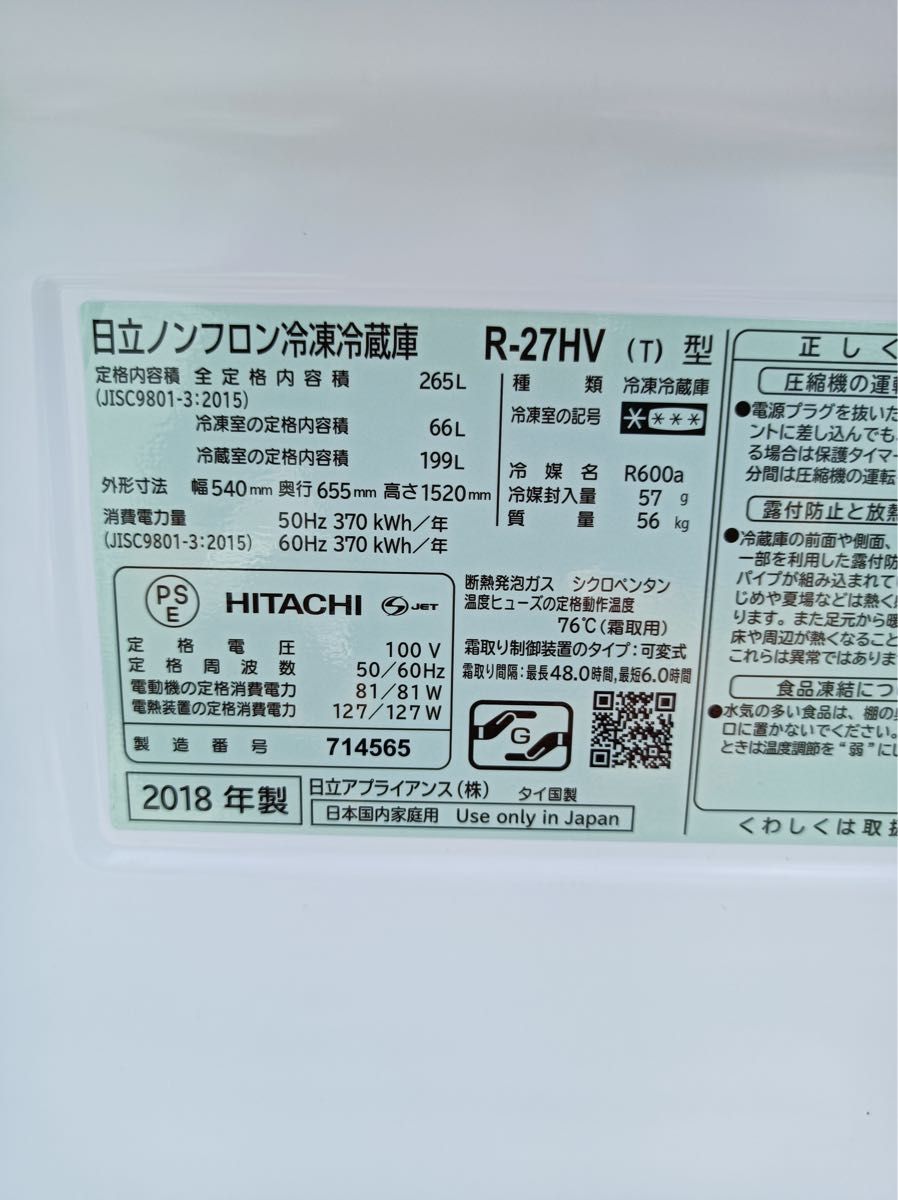 日立ノンフロン冷凍冷蔵庫 R-27HV (T) 型
定格内容積 全定格内容積 265L
(JISC9801-3:2015)
冷凍室の定格内容積 66L
冷蔵室の定格内容積 199L
外形寸法 幅540mm 奥行655mm 高さ1520mm
消費電力量 50Hz 370 kWh/年
(JISC9801-3:2015) 60Hz 370 kWh/年
種類 冷凍冷蔵庫
冷凍室の記号
冷媒名 R600a
冷媒封入量 57 g
質量 56 kg
PS
E
HITACHI S JET
定格電圧 100 V
定格周波数 50/60Hz
電動機の定格消費電力 81/81 W
電熱装置の定格消費電力 127/127 W
製造番号 714565
断熱発泡ガス シクロペンタン
温度ヒューズの定格動作温度
76℃(霜取用)
霜取り制御装置のタイプ:可変式
霜取り間隔:最長48.0時間,最短6.0時間
G
2018 年製
日立アプライアンス(株) タイ国製
日本国内家庭用 Use only in Japan
正しく
圧縮機の運転
●電源プラグを抜いた
ントに差し込んでも、
る場合は保護タイマー
分間は圧縮機の運転
露付防止と放熱
●冷蔵庫の前面や側面、
一部を利用した露付防
パイプが組み込まれてい
じめや夏場などは熱く
ります。また足元から暖
床や周辺が熱くなること
これらは異常ではありま
食品凍結につ
●水気の多い食品は、棚の
口に置かないでください。
ときは温度調節を“弱”に
くわしくは取扱